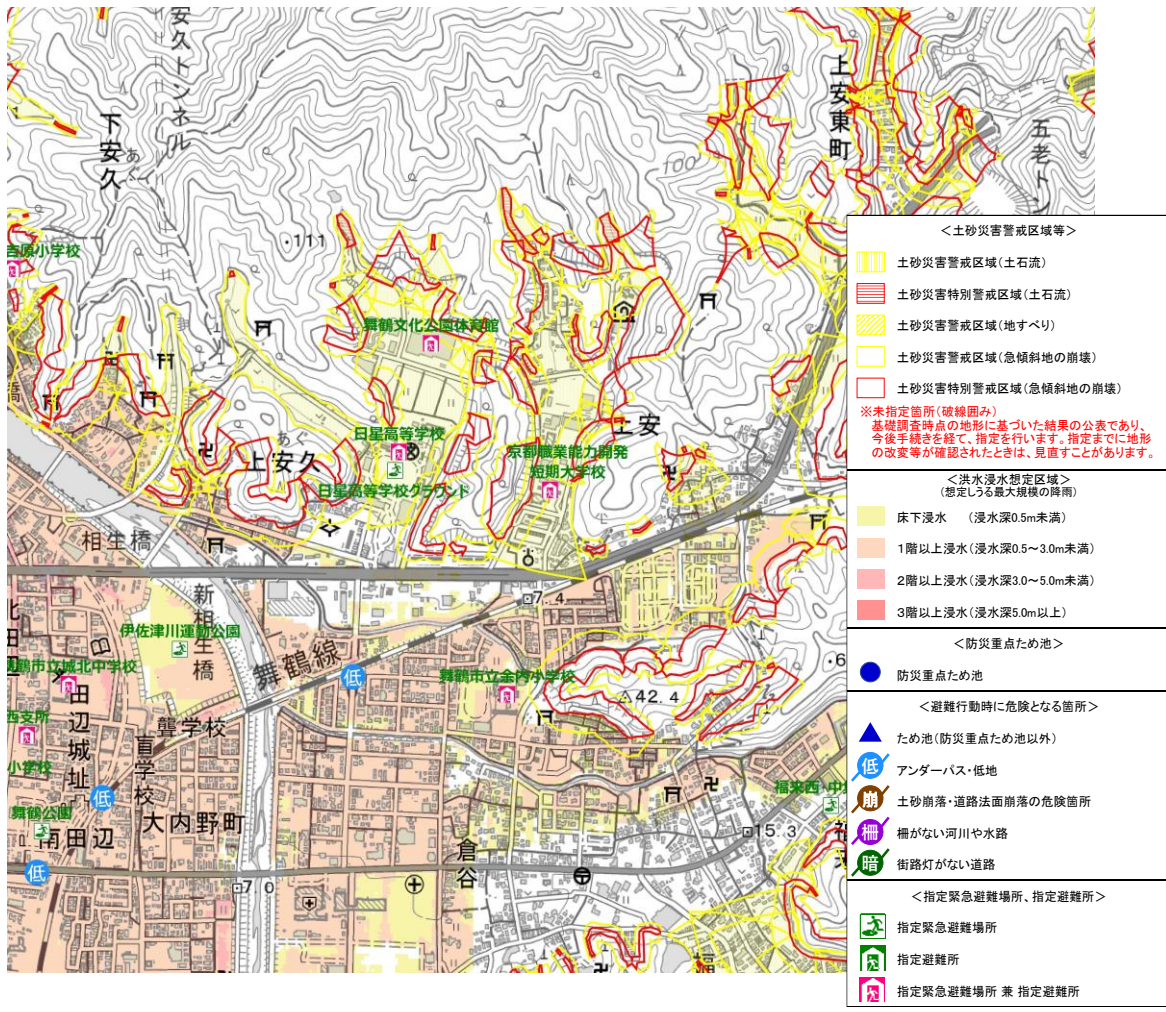 安久トンネル
下安久
あぐ
上安東町
五老ト
100
・111
吉原小学校
舞鶴文化公園体育館
日星高等学校
あぐ
上安久
日星高等学校グラウンド
上安
京都職業能力開発
短期大学校
相生橋
新相生橋
7.4
伊佐津川運動公園
舞鶴線
低
舞鶴市立城北中学校
舞鶴市立余内小学校
42.4
・6
西支所
田辺城址
聾学校
盲学校
小学校
低
舞鶴公園
南田辺
大内野町
福来西・中
15.3
倉谷
低
7.0
<土砂災害警戒区域等>
土砂災害警戒区域(土石流)
土砂災害特別警戒区域(土石流)
土砂災害警戒区域(地すべり)
土砂災害警戒区域(急傾斜地の崩壊)
土砂災害特別警戒区域(急傾斜地の崩壊)
※未指定箇所(破線囲み)
基礎調査時点の地形に基づいた結果の公表であり、
今後手続きを経て、指定を行います。指定までに地形
の改変等が確認されたときは、見直すことがあります。
<洪水浸水想定区域>
(想定しうる最大規模の降雨)
床下浸水　(浸水深0.5m未満)
1階以上浸水(浸水深0.5～3.0m未満)
2階以上浸水(浸水深3.0～5.0m未満)
3階以上浸水(浸水深5.0m以上)
<防災重点ため池>
防災重点ため池
<避難行動時に危険となる箇所>
ため池(防災重点ため池以外)
低 アンダーパス・低地
崩 土砂崩落・道路法面崩落の危険箇所
柵 柵がない河川や水路
暗 街路灯がない道路
<指定緊急避難場所、指定避難所>
指定緊急避難場所
指定避難所
指定緊急避難場所 兼 指定避難所